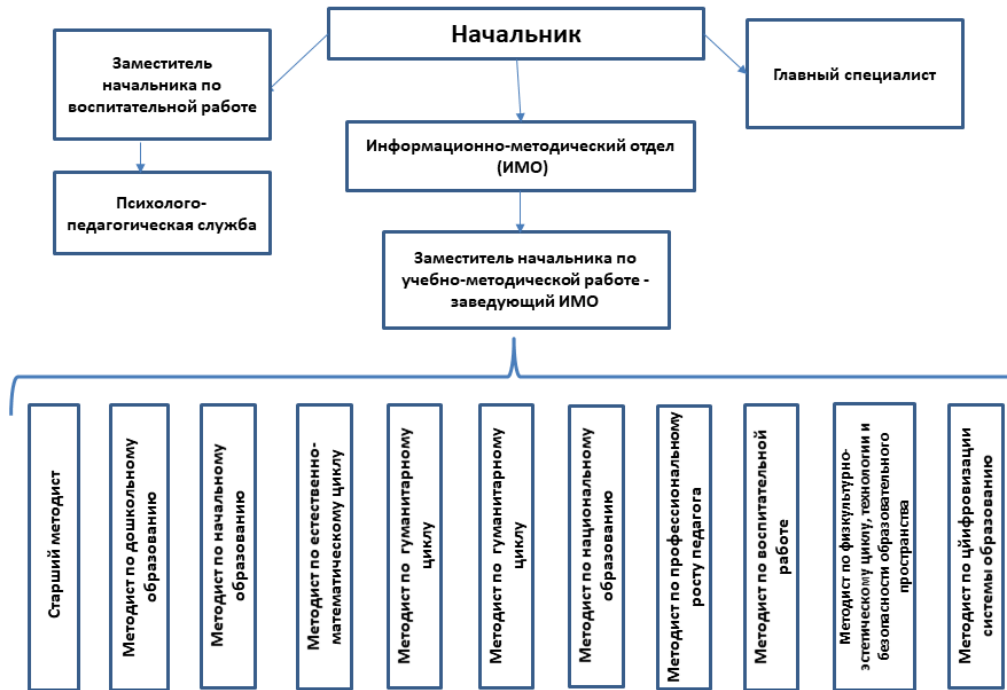 Начальник
Заместитель
начальника по
воспитательной работе
Главный специалист
Информационно-методический отдел
(ИМО)
Психолого-
педагогическая служба
Заместитель начальника по
учебно-методической работе -
заведующий ИМО
Старший методист
Методист по дошкольному
образованию
Методист по начальному
образованию
Методист по естественно-
математическому циклу
Методист по гуманитарному
циклу
Методист по гуманитарному
циклу
Методист по национальному
образованию
Методист по профессиональному
росту педагога
Методист по воспитательной
работе
Методист по физкультурно-
эстетическому циклу, технологии и
безопасности образовательного
пространства
Методист по цйифровизации
системы образованию